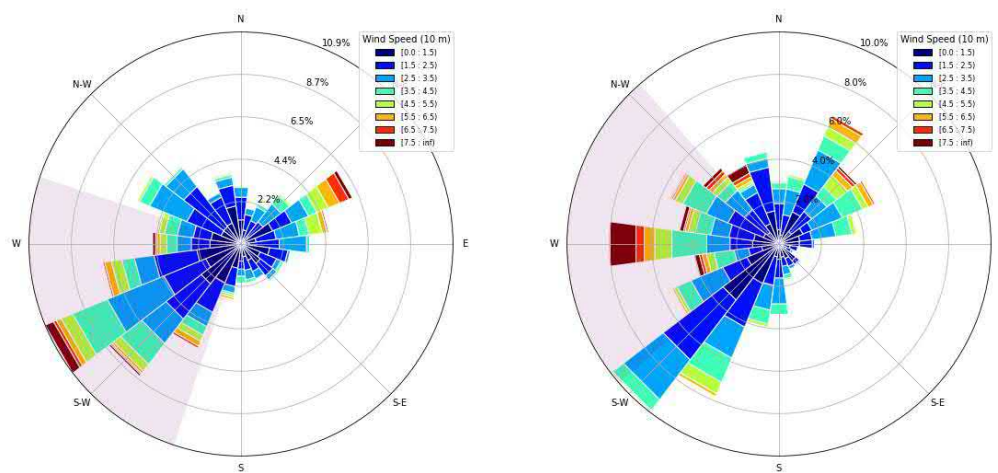 N
10.9%
8.7%
6.5%
4.4%
2.2%
N-W
W
S-W
S
S-E
E
Wind Speed (10 m)
[0.0 : 1.5)
[1.5 : 2.5)
[2.5 : 3.5)
[3.5 : 4.5)
[4.5 : 5.5)
[5.5 : 6.5)
[6.5 : 7.5)
[7.5 : inf)
N
10.0%
8.0%
6.0%
4.0%
N-W
W
S-W
S
S-E
E
Wind Speed (10 m)
[0.0 : 1.5)
[1.5 : 2.5)
[2.5 : 3.5)
[3.5 : 4.5)
[4.5 : 5.5)
[5.5 : 6.5)
[6.5 : 7.5)
[7.5 : inf)